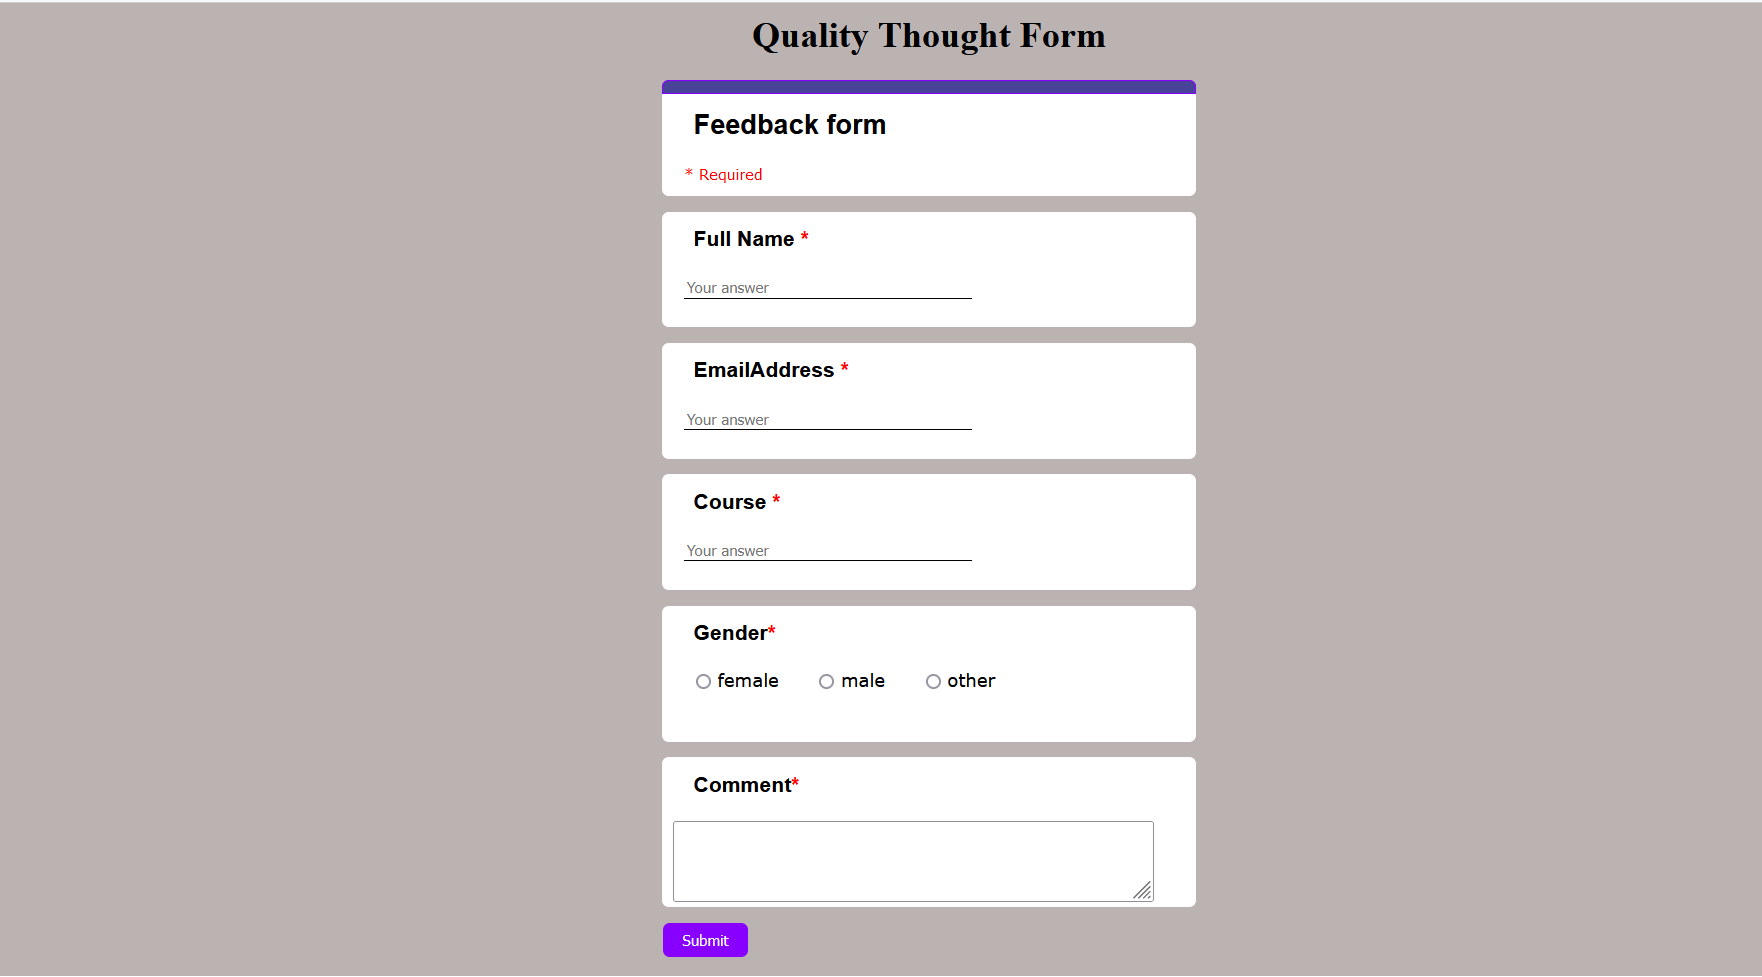 Quality Thought Form
Feedback form
* Required
Full Name *
Your answer
EmailAddress *
Your answer
Course *
Your answer
Gender*
female male other
Comment*
Submit